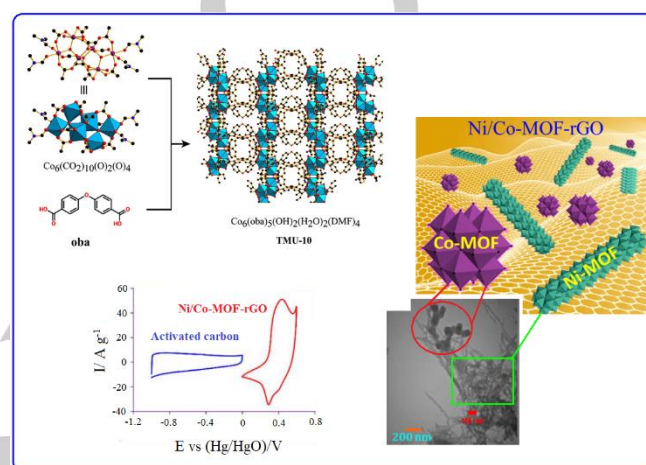 Co6(CO2)10(O)2(O)4
HO
O
O
O
OH
oba
Co6(oba)5(OH)2(H2O)2(DMF)4
TMU-10
Ni/Co-MOF-rGO
Co-MOF
Ni-MOF
200 nm
60
40
20
0
-20
-40
I/ A g-1
Ni/Co-MOF-rGO
Activated carbon
-1.2
-0.8
-0.4
0
0.4
0.8
E vs (Hg/HgO)/V